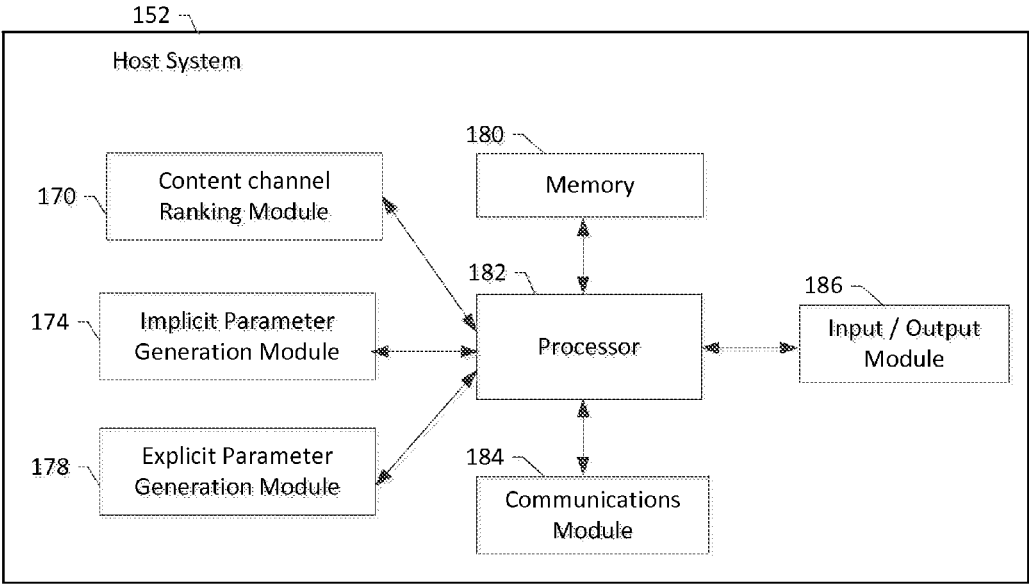 152
Host System
180
Memory
170
Content channel
Ranking Module
182
Processor
186
Input / Output
Module
174
Implicit Parameter
Generation Module
178
Explicit Parameter
Generation Module
184
Communications
Module